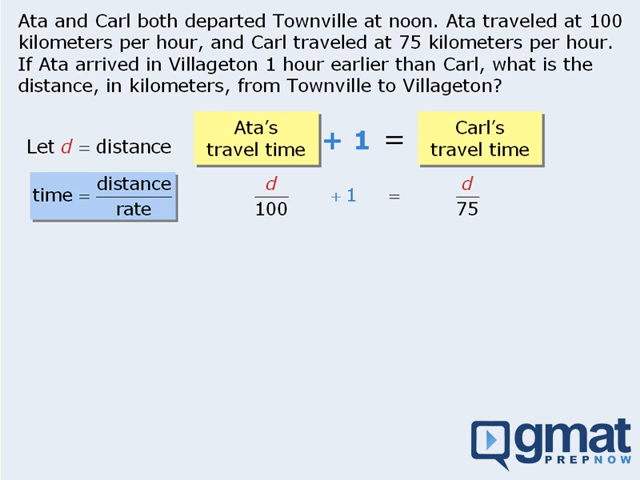 Ata and Carl both departed Townville at noon. Ata traveled at 100
kilometers per hour, and Carl traveled at 75 kilometers per hour.
If Ata arrived in Villageton 1 hour earlier than Carl, what is the
distance, in kilometers, from Townville to Villageton?
Let d = distance
Ata's
travel time
+ 1 =
Carl's
travel time
time = distance/rate
d/100 + 1 = d/75
gmat
PREPNOW